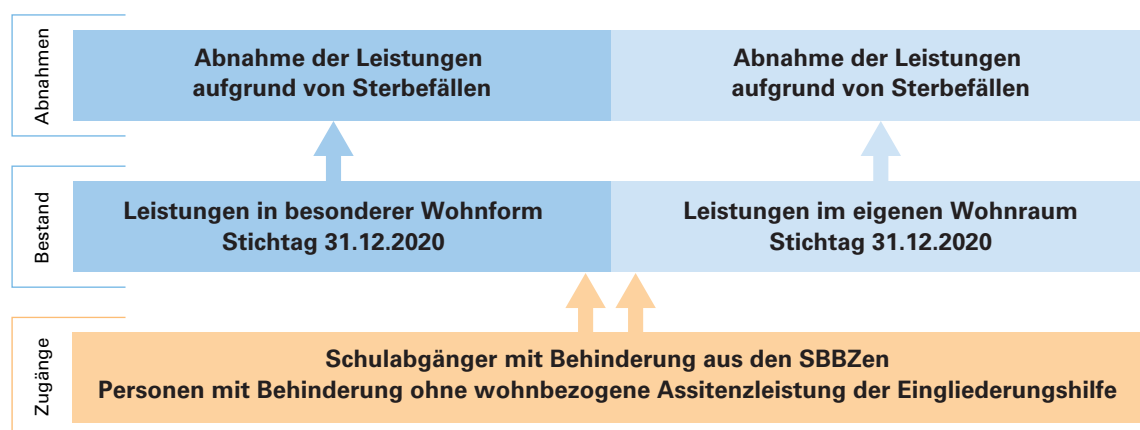 Abnahmen
Abnahme der Leistungen
aufgrund von Sterbefällen
Abnahme der Leistungen
aufgrund von Sterbefällen
Bestand
Leistungen in besonderer Wohnform
Stichtag 31.12.2020
Leistungen im eigenen Wohnraum
Stichtag 31.12.2020
Zugänge
Schulabgänger mit Behinderung aus den SBBZen
Personen mit Behinderung ohne wohnbezogene Assitenzleistung der Eingliederungshilfe